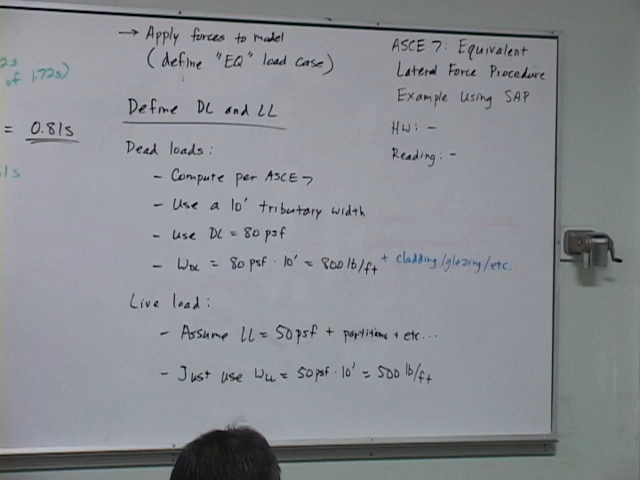 → Apply forces to model
(define "EQ" load case)
of 1.72s)
= 0.81s
Define DL and LL
Dead loads:
- Compute per ASCE 7
- Use a 10' tributary width
- use DL = 80 psf
- WDL = 80 psf · 10' = 800 lb/ft + cladding/glazing/etc.
Live load:
- Assume LL = 50 psf + partitions + etc...
- Just use WLL = 50 psf · 10' = 500 lb/ft
ASCE 7: Equivalent
Lateral Force Procedure
Example Using SAP
HW: -
Reading: -